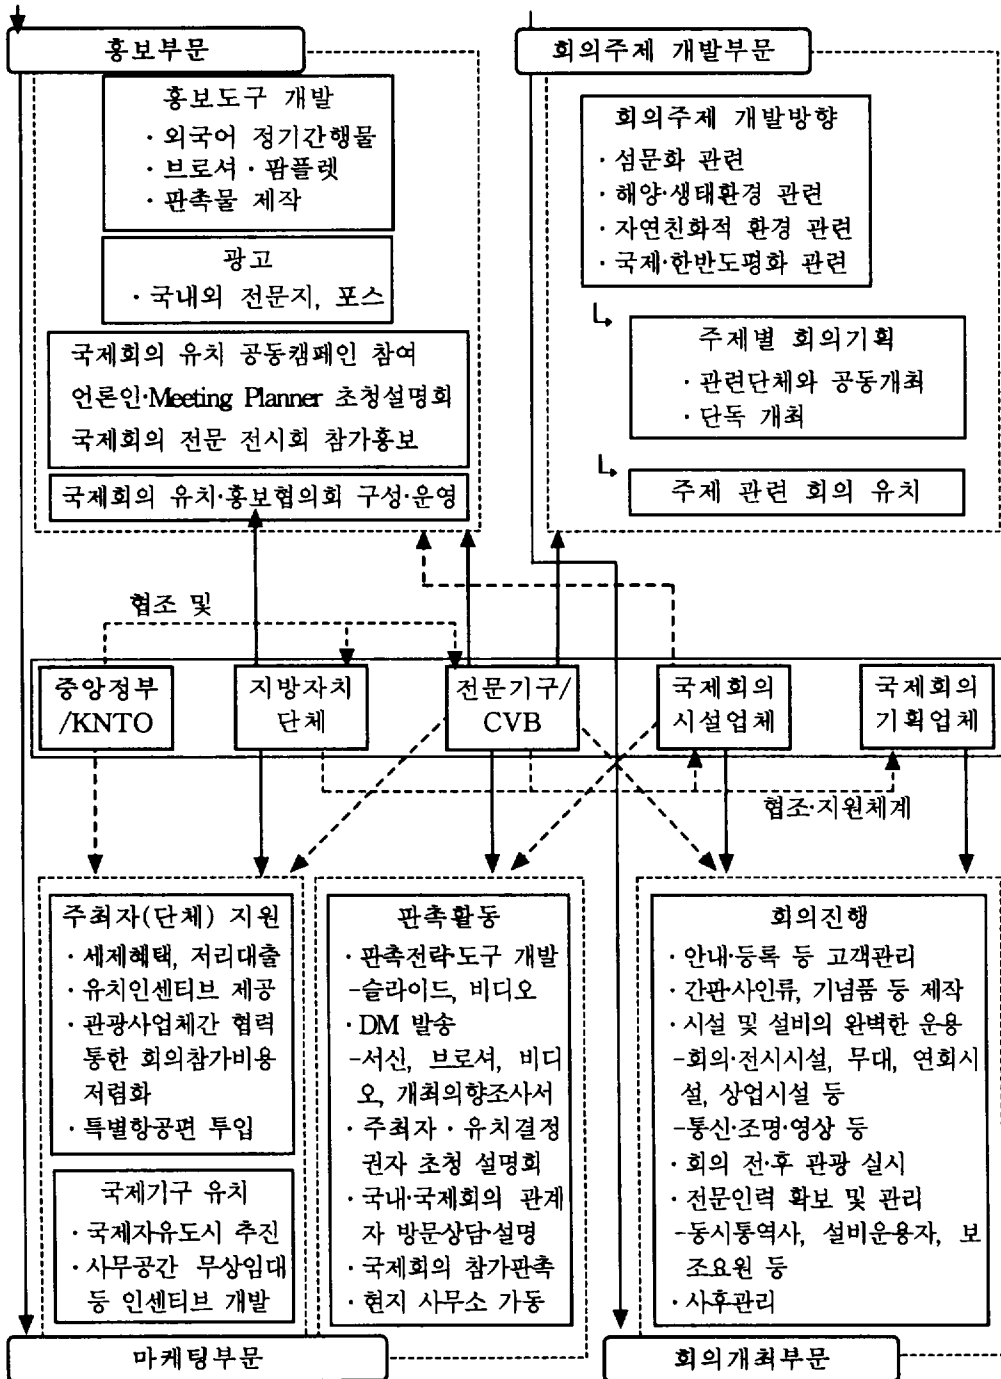 홍보부문
홍보도구 개발
· 외국어 정기간행물
· 브로셔 · 팜플렛
· 판촉물 제작
광고
· 국내외 전문지, 포스
국제회의 유치 공동캠페인 참여
언론인·Meeting Planner 초청설명회
국제회의 전문 전시회 참가홍보
국제회의 유치·홍보협의회 구성·운영
회의주제 개발부문
회의주제 개발방향
· 섬문화 관련
· 해양·생태환경 관련
· 자연친화적 환경 관련
· 국제·한반도평화 관련
주제별 회의기획
· 관련단체와 공동개최
· 단독 개최
주제 관련 회의 유치
협조 및
중앙정부
/KNTO
지방자치
단체
전문기구/
CVB
국제회의
시설업체
국제회의
기획업체
협조·지원체계
주최자(단체) 지원
· 세제혜택, 저리대출
· 유치인센티브 제공
· 관광사업체간 협력
통한 회의참가비용
저렴화
· 특별항공편 투입
국제기구 유치
· 국제자유도시 추진
· 사무공간 무상임대
등 인센티브 개발
마케팅부문
판촉활동
· 판촉전략·도구 개발
-슬라이드, 비디오
· DM 발송
-서신, 브로셔, 비디
오, 개최의향조사서
· 주최자 · 유치결정
권자 초청 설명회
· 국내·국제회의 관계
자 방문상담·설명
· 국제회의 참가판촉
· 현지 사무소 가동
회의진행
· 안내·등록 등 고객관리
· 간판·사인류, 기념품 등 제작
· 시설 및 설비의 완벽한 운용
-회의·전시시설, 무대, 연회시
설, 상업시설 등
-통신·조명·영상 등
· 회의 전·후 관광 실시
· 전문인력 확보 및 관리
-동시통역사, 설비운용자, 보
조요원 등
· 사후관리
회의개최부문